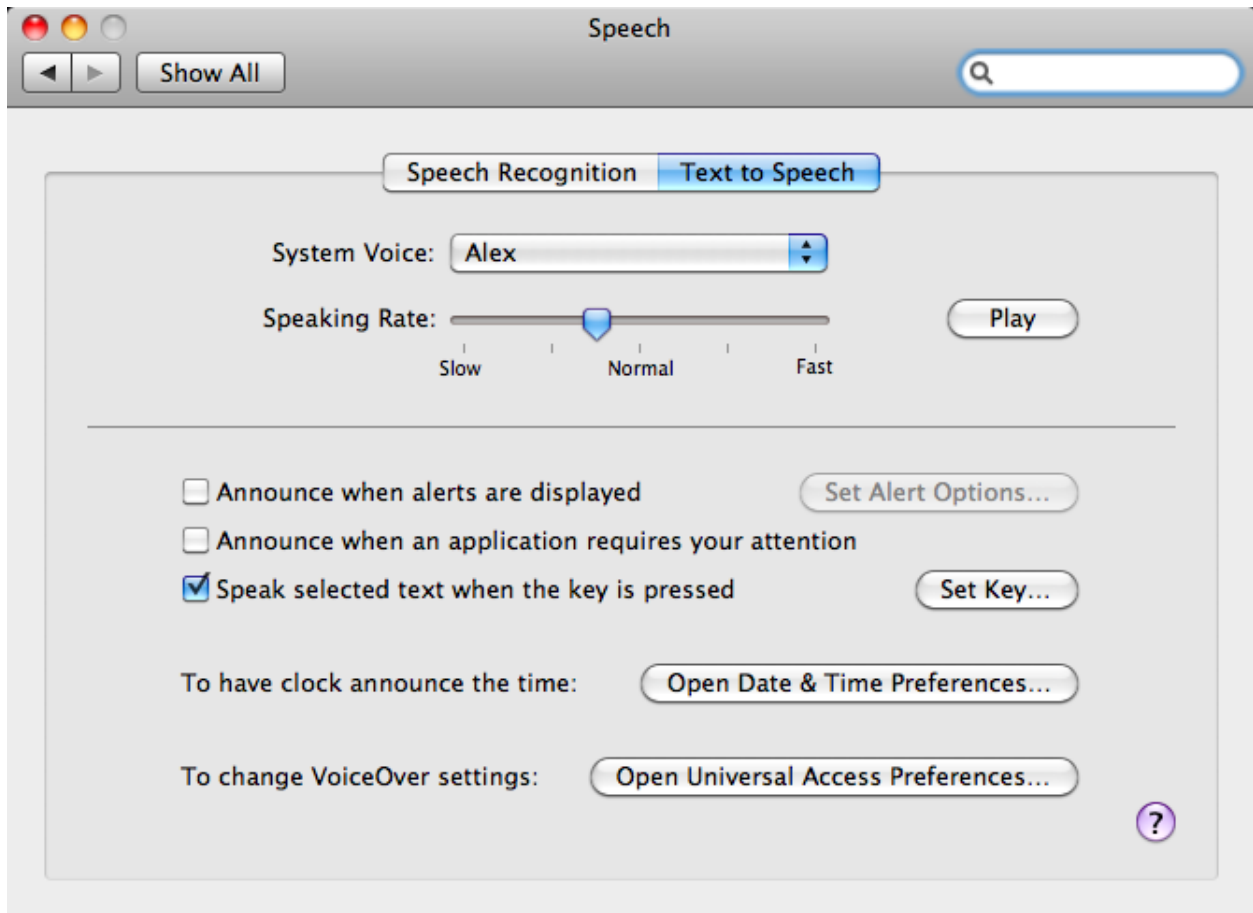 Speech
Show All
Speech Recognition Text to Speech
System Voice: Alex
Speaking Rate: Play
Slow Normal Fast
Announce when alerts are displayed Set Alert Options...
Announce when an application requires your attention
Speak selected text when the key is pressed Set Key...
To have clock announce the time: Open Date & Time Preferences...
To change VoiceOver settings: Open Universal Access Preferences...
?